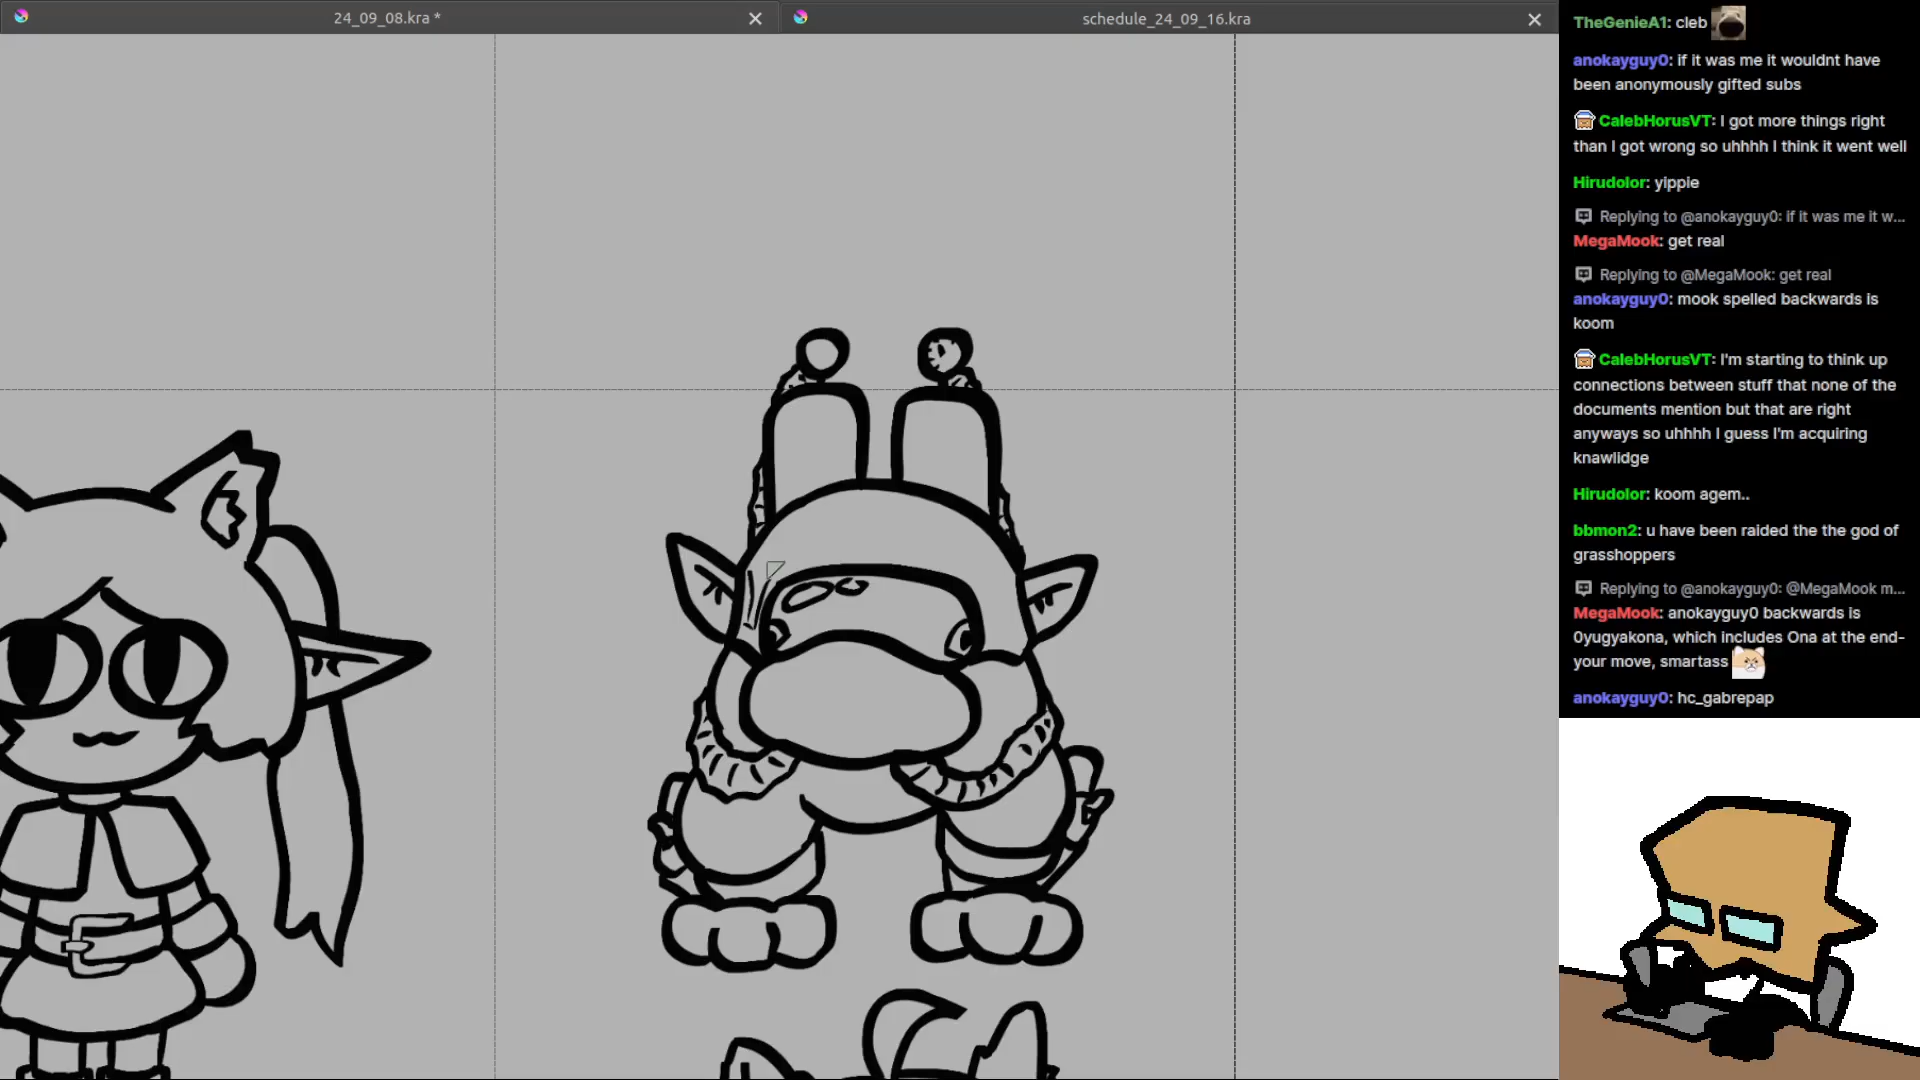 24_09_08.kra *
schedule_24_09_16.kra
TheGenieA1: cleb
anokayguy0: if it was me it wouldnt have
been anonymously gifted subs
CalebHorusVT: I got more things right
than I got wrong so uhhhh I think it went well
Hirudolor: yippie
Replying to @anokayguy0: if it was me it w...
MegaMook: get real
Replying to @MegaMook: get real
anokayguy0: mook spelled backwards is
koom
CalebHorusVT: I'm starting to think up
connections between stuff that none of the
documents mention but that are right
anyways so uhhhh I guess I'm acquiring
knawlidge
Hirudolor: koom agem..
bbmon2: u have been raided the the god of
grasshoppers
Replying to @anokayguy0: @MegaMook m...
MegaMook: anokayguy0 backwards is
0yugyakona, which includes Ona at the end-
your move, smartass
anokayguy0: hc_gabrepap